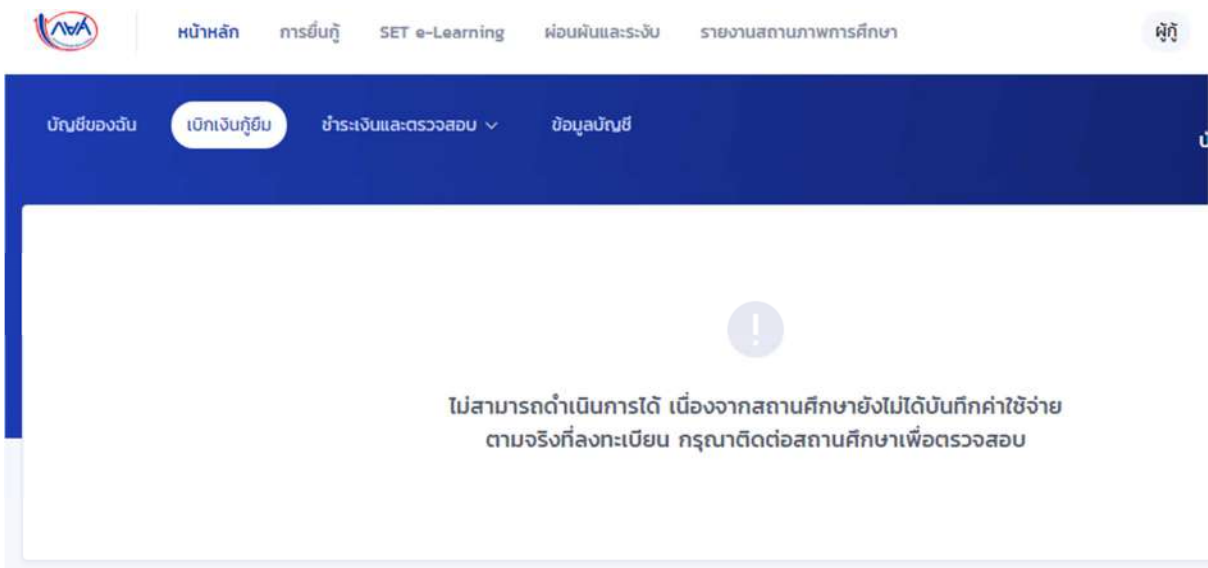 กยศ
หน้าหลัก การยื่นกู้ SET e-Learning ผ่อนผันและระงับ รายงานสถานภาพการศึกษา ผู้กู้
บัญชีของฉัน เบิกเงินกู้ยืม ชำระเงินและตรวจสอบ ข้อมูลบัญชี
ไม่สามารถดำเนินการได้ เนื่องจากสถานศึกษายังไม่ได้บันทึกค่าใช้จ่าย
ตามจริงที่ลงทะเบียน กรุณาติดต่อสถานศึกษาเพื่อตรวจสอบ